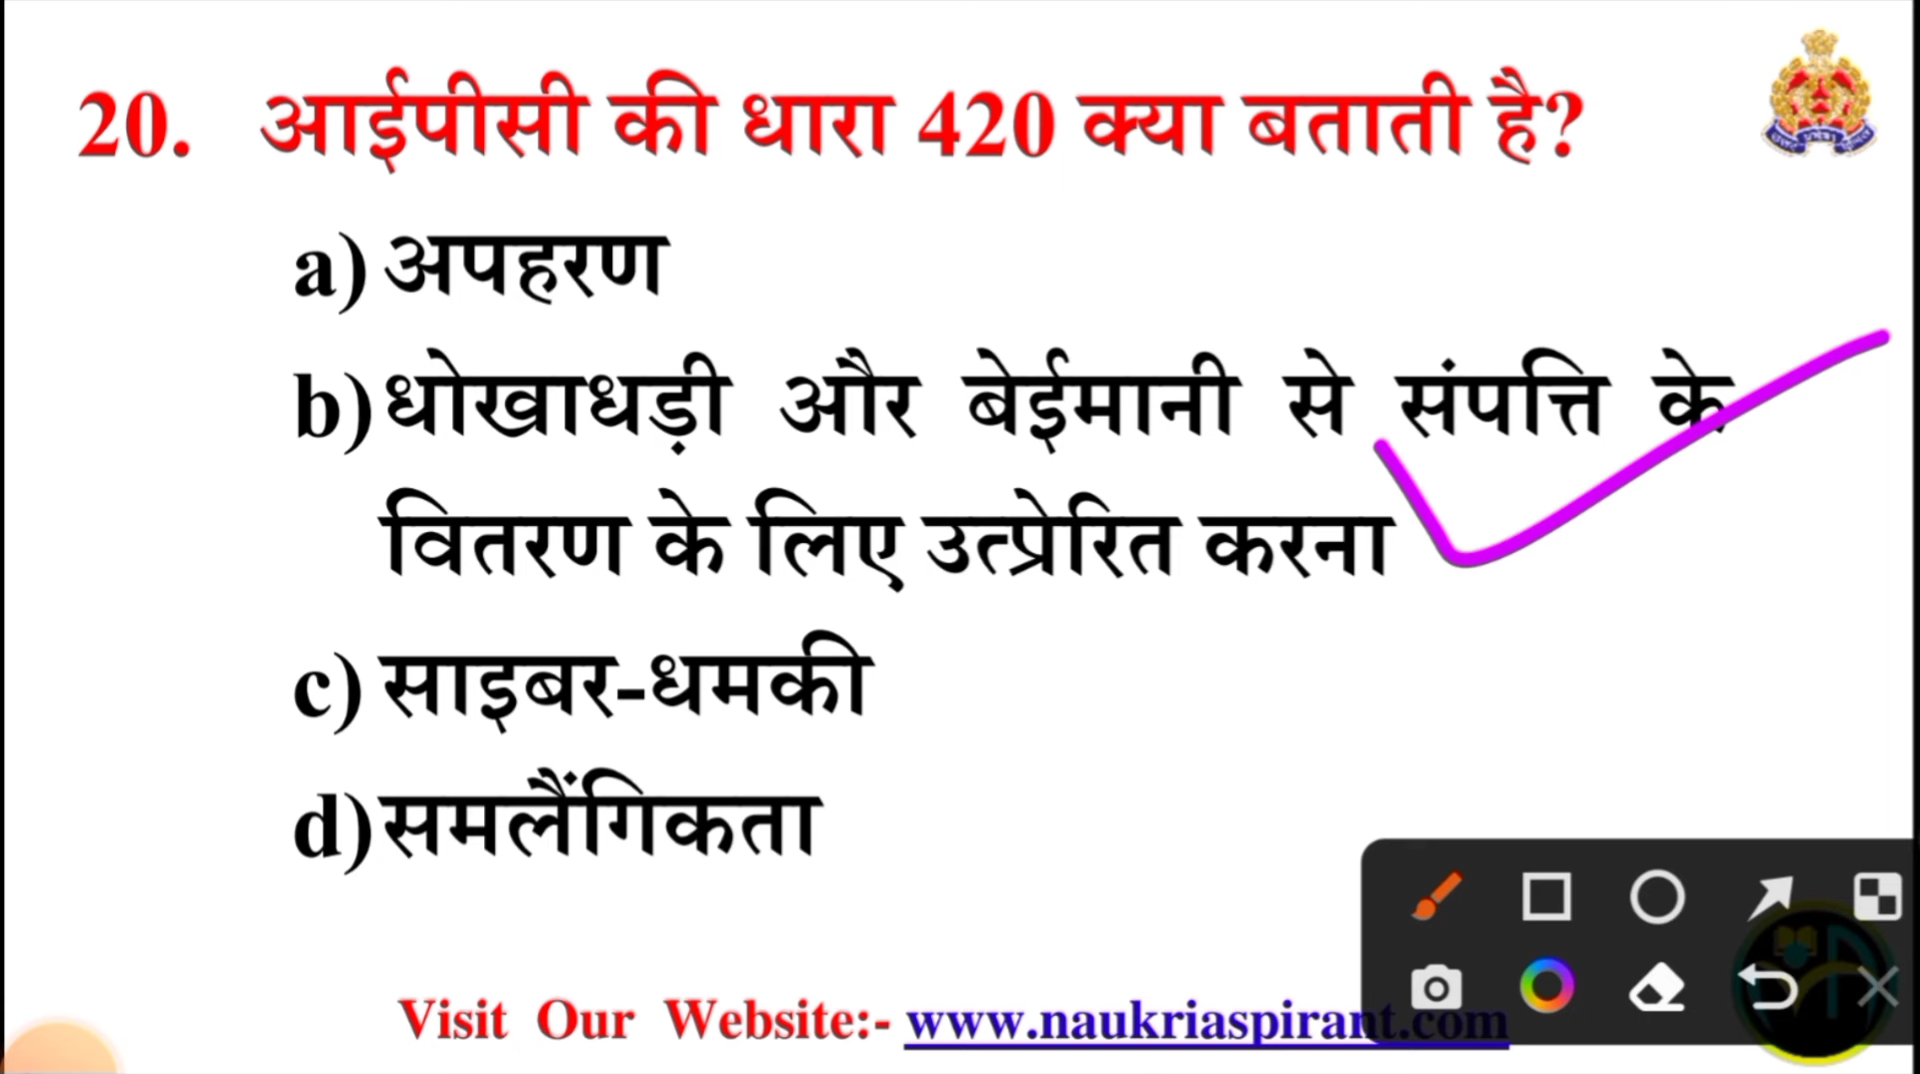 20. आईपीसी की धारा 420 क्या बताती है?
a) अपहरण
b) धोखाधड़ी और बेईमानी से संपत्ति के
वितरण के लिए उत्प्रेरित करना
c) साइबर-धमकी
d) समलैंगिकता
Visit Our Website:- www.naukriaspirant.com